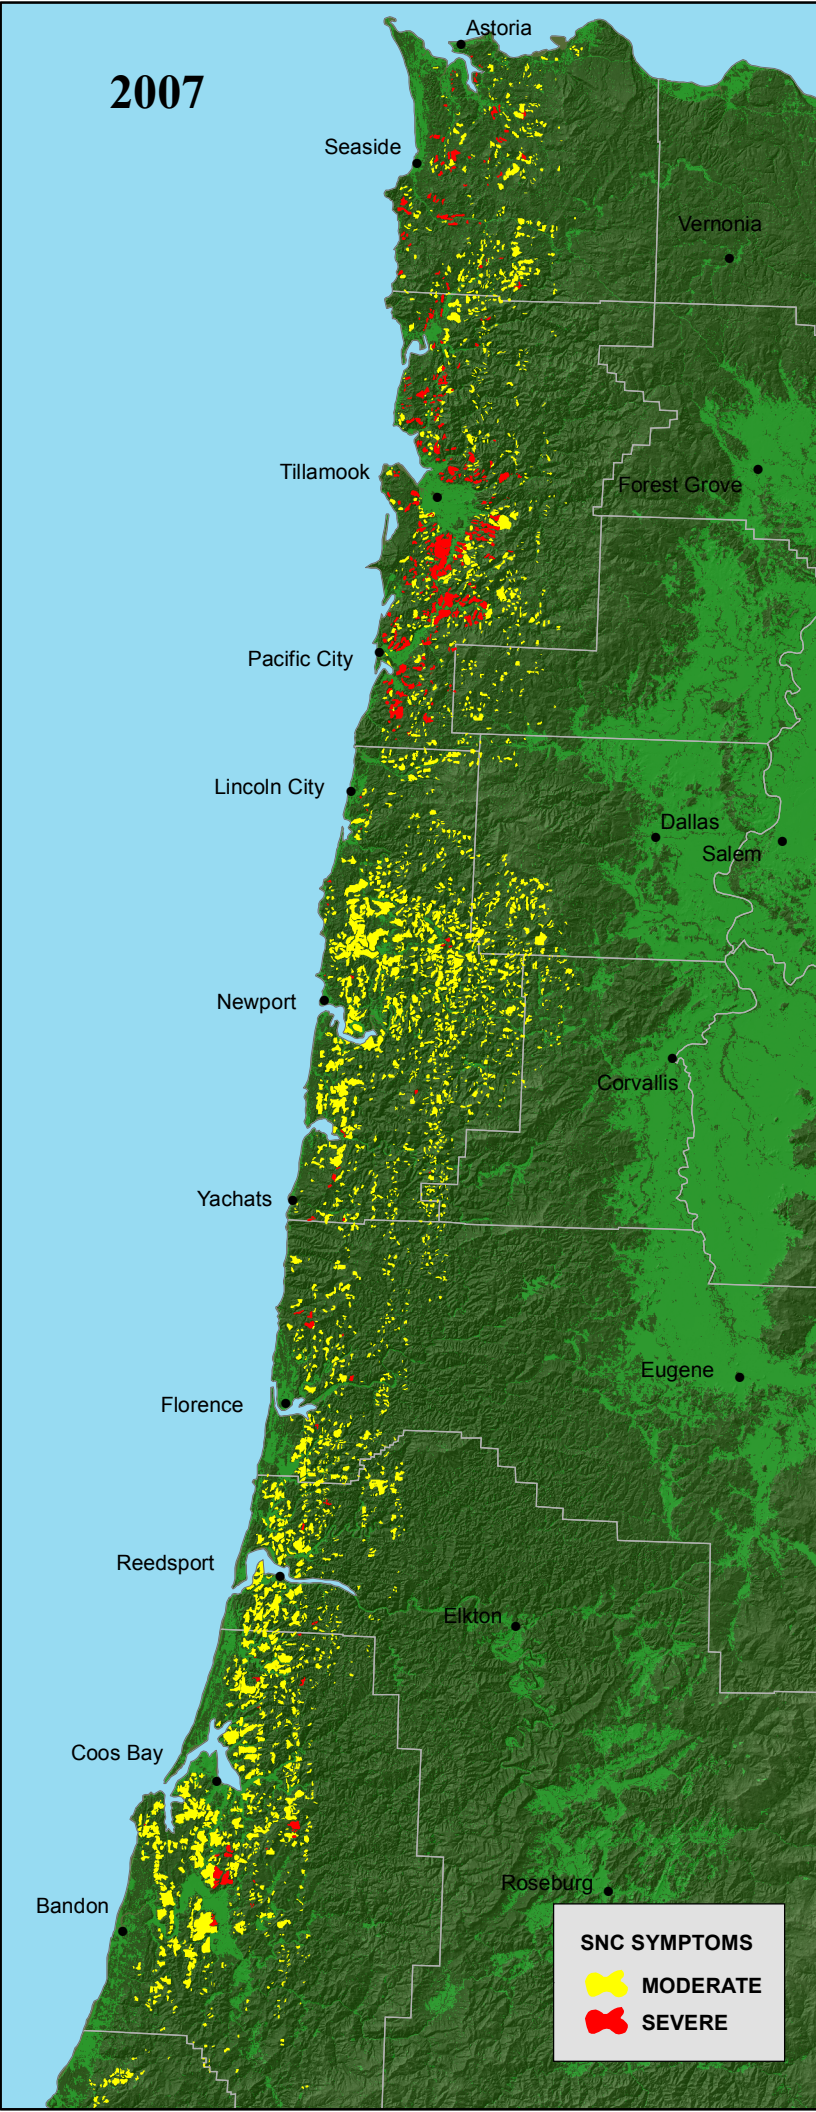 Astoria
2007
Seaside
Vernonia
Tillamook
Forest Grove
Pacific City
Lincoln City
Dallas
Salem
Newport
Corvallis
Yachats
Eugene
Florence
Reedsport
Elkton
Coos Bay
Roseburg
Bandon
SNC SYMPTOMS
MODERATE
SEVERE